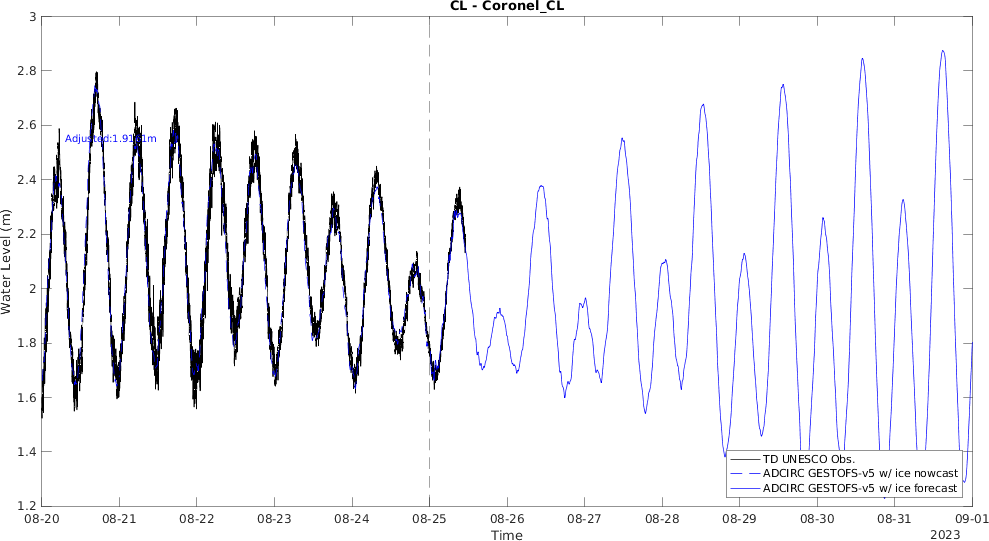 CL - Coronel_CL
3
2.8
2.6
2.4
2.2
2
1.8
1.6
1.4
1.2
Water Level (m)
TD UNESCO Obs.
ADCIRC GESTOFS-v5 w/ ice nowcast
ADCIRC GESTOFS-v5 w/ ice forecast
08-20 08-21 08-22 08-23 08-24 08-25 08-26 08-27 08-28 08-29 08-30 08-31 09-01
Time
2023